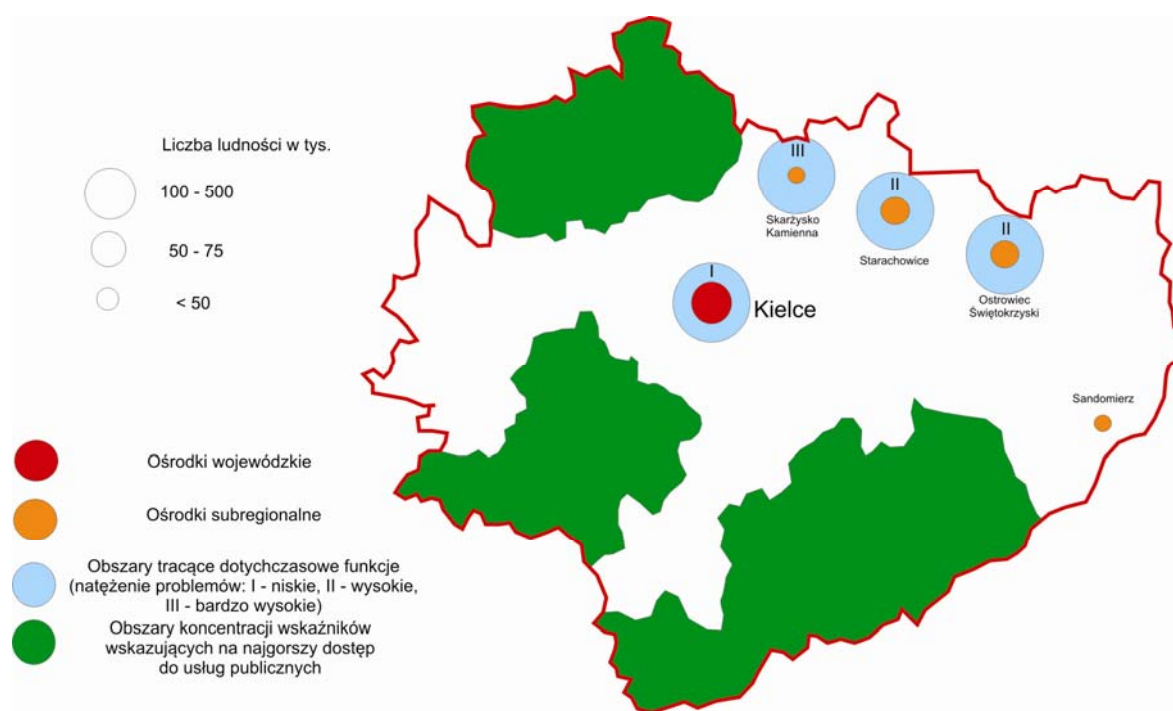 Liczba ludności w tys.
100 - 500
50 - 75
< 50
Ośrodki wojewódzkie
Ośrodki subregionalne
Obszary tracące dotychczasowe funkcje
(natężenie problemów: I - niskie, II - wysokie,
III - bardzo wysokie)
Obszary koncentracji wskaźników
wskazujących na najgorszy dostęp
do usług publicznych
III
Skarżysko
Kamienna
II
Starachowice
II
Ostrowiec
Świętokrzyski
I
Kielce
Sandomierz